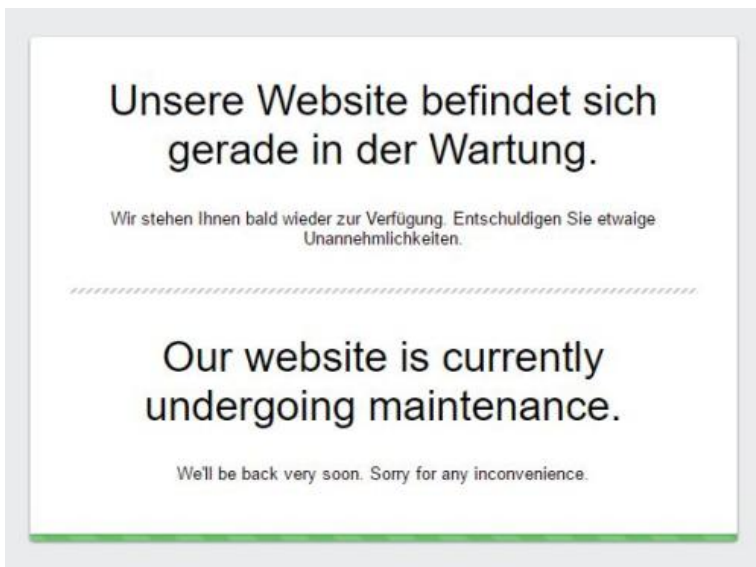 Unsere Website befindet sich
gerade in der Wartung.
Wir stehen Ihnen bald wieder zur Verfügung. Entschuldigen Sie etwaige
Unannehmlichkeiten.
Our website is currently
undergoing maintenance.
We'll be back very soon. Sorry for any inconvenience.